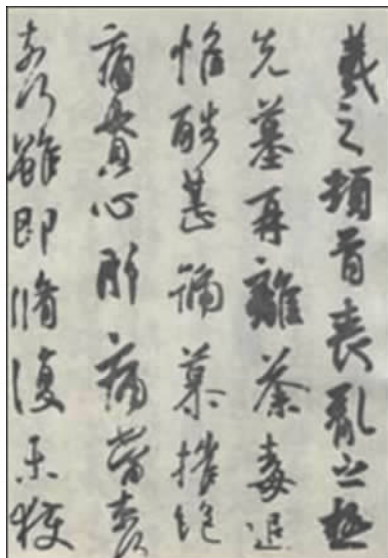 羲之頓首喪亂之極
先墓再離荼毒追
惟酷甚號慕摧絕
痛貫心肝痛當奈何
奈何雖即脩復未獲